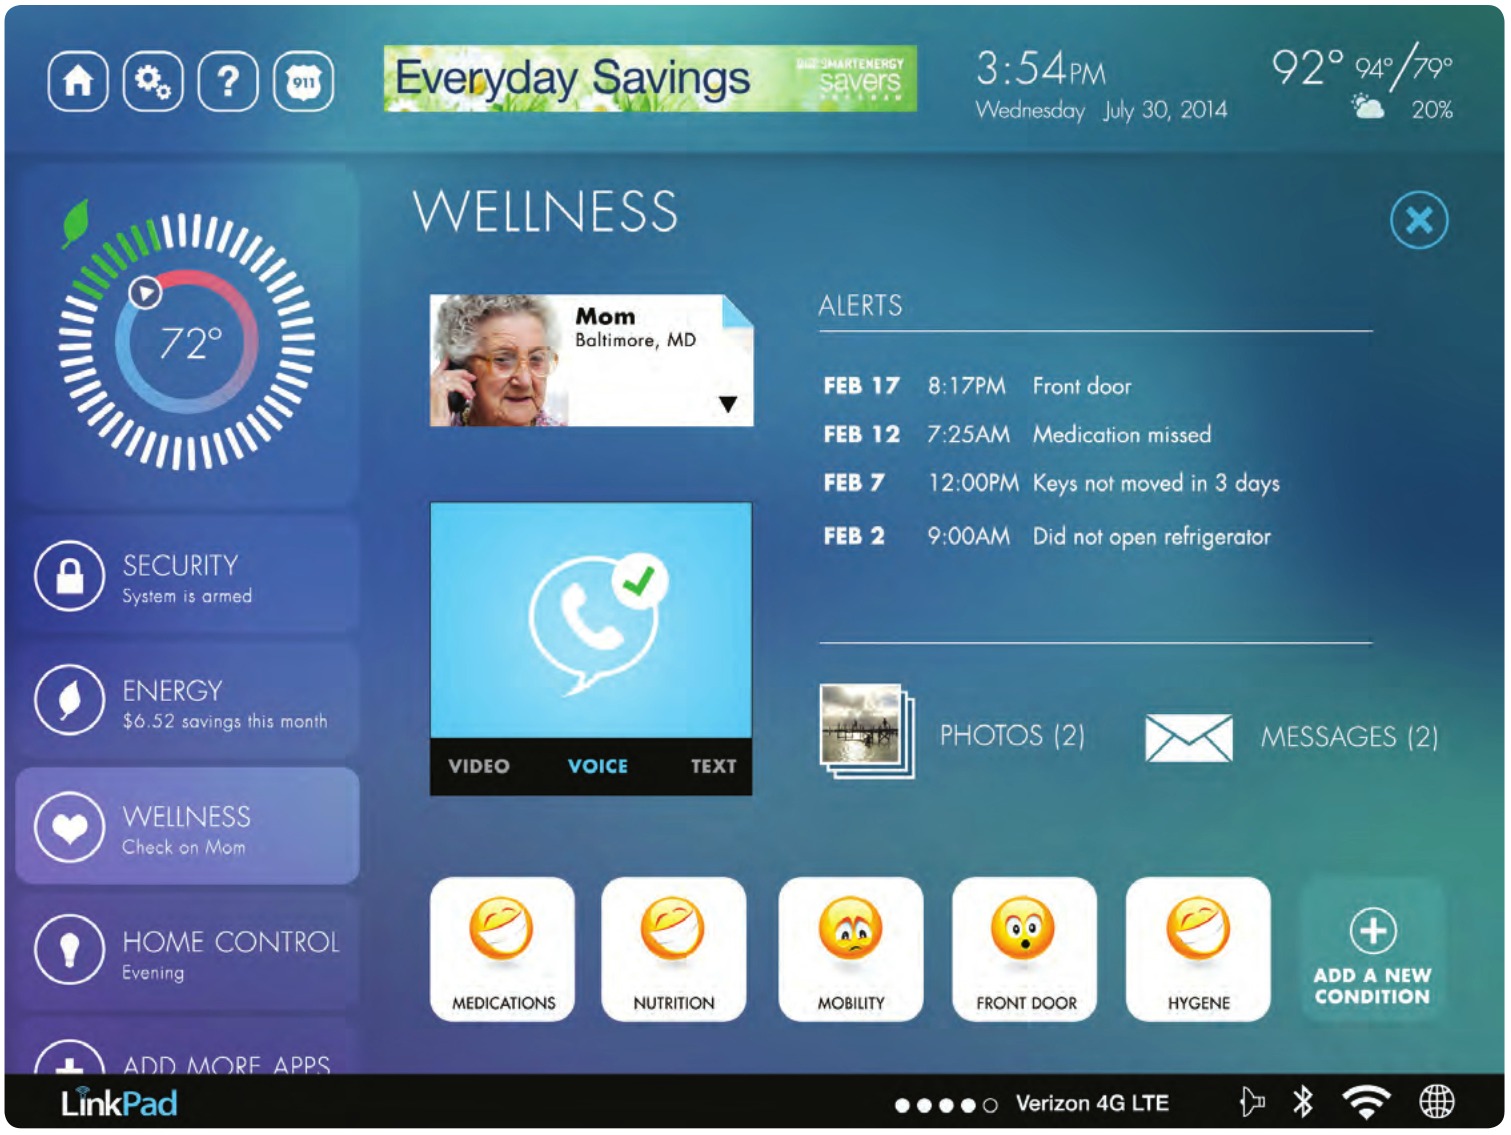 ?
911
Everyday Savings
SMARTENERGY
savers
PROGRAM
3:54PM
Wednesday July 30, 2014
92° 94°/79°
20%
72°
SECURITY
System is armed
ENERGY
$6.52 savings this month
WELLNESS
Check on Mom
HOME CONTROL
Evening
ADD MORE APPS
WELLNESS
Mom
Baltimore, MD
VIDEO VOICE TEXT
ALERTS
FEB 17 8:17PM Front door
FEB 12 7:25AM Medication missed
FEB 7 12:00PM Keys not moved in 3 days
FEB 2 9:00AM Did not open refrigerator
PHOTOS (2) MESSAGES (2)
MEDICATIONS NUTRITION MOBILITY FRONT DOOR HYGENE
ADD A NEW
CONDITION
LinkPad
Verizon 4G LTE